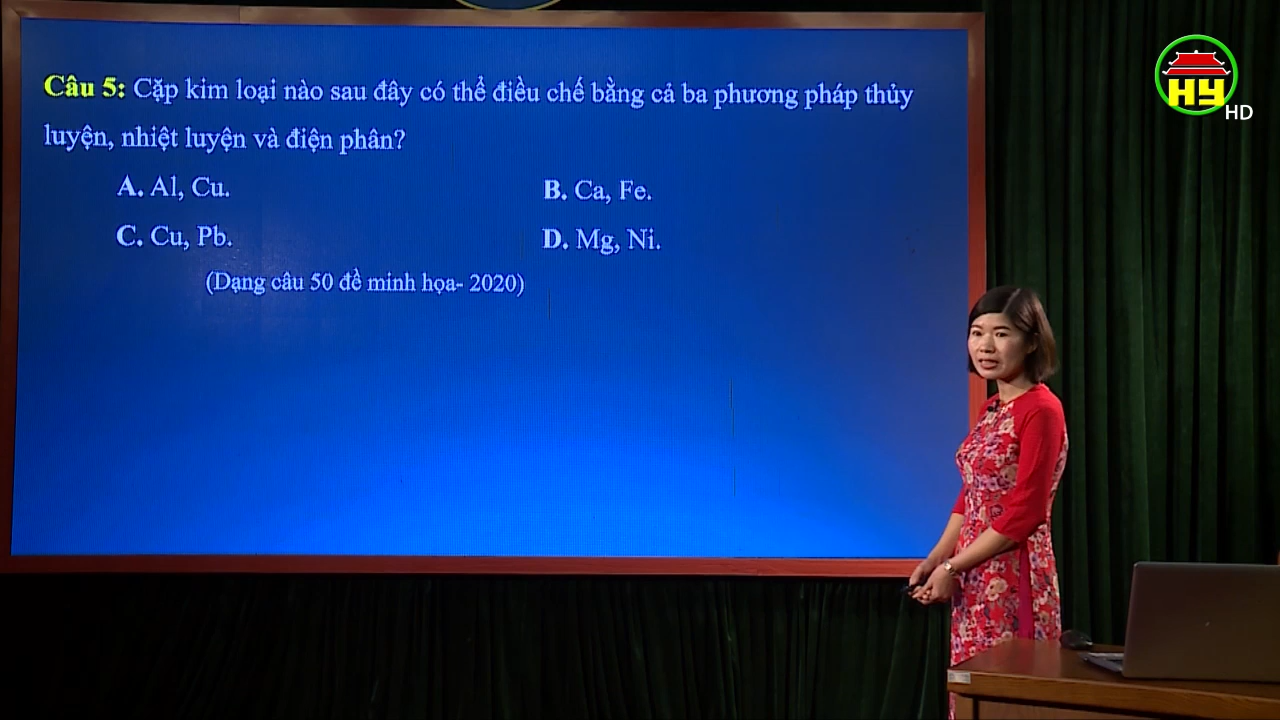 Câu 5: Cặp kim loại nào sau đây có thể điều chế bằng cả ba phương pháp thủy
luyện, nhiệt luyện và điện phân?
A. Al, Cu. B. Ca, Fe.
C. Cu, Pb. D. Mg, Ni.
(Dạng câu 50 đề minh họa- 2020)
HY
HD